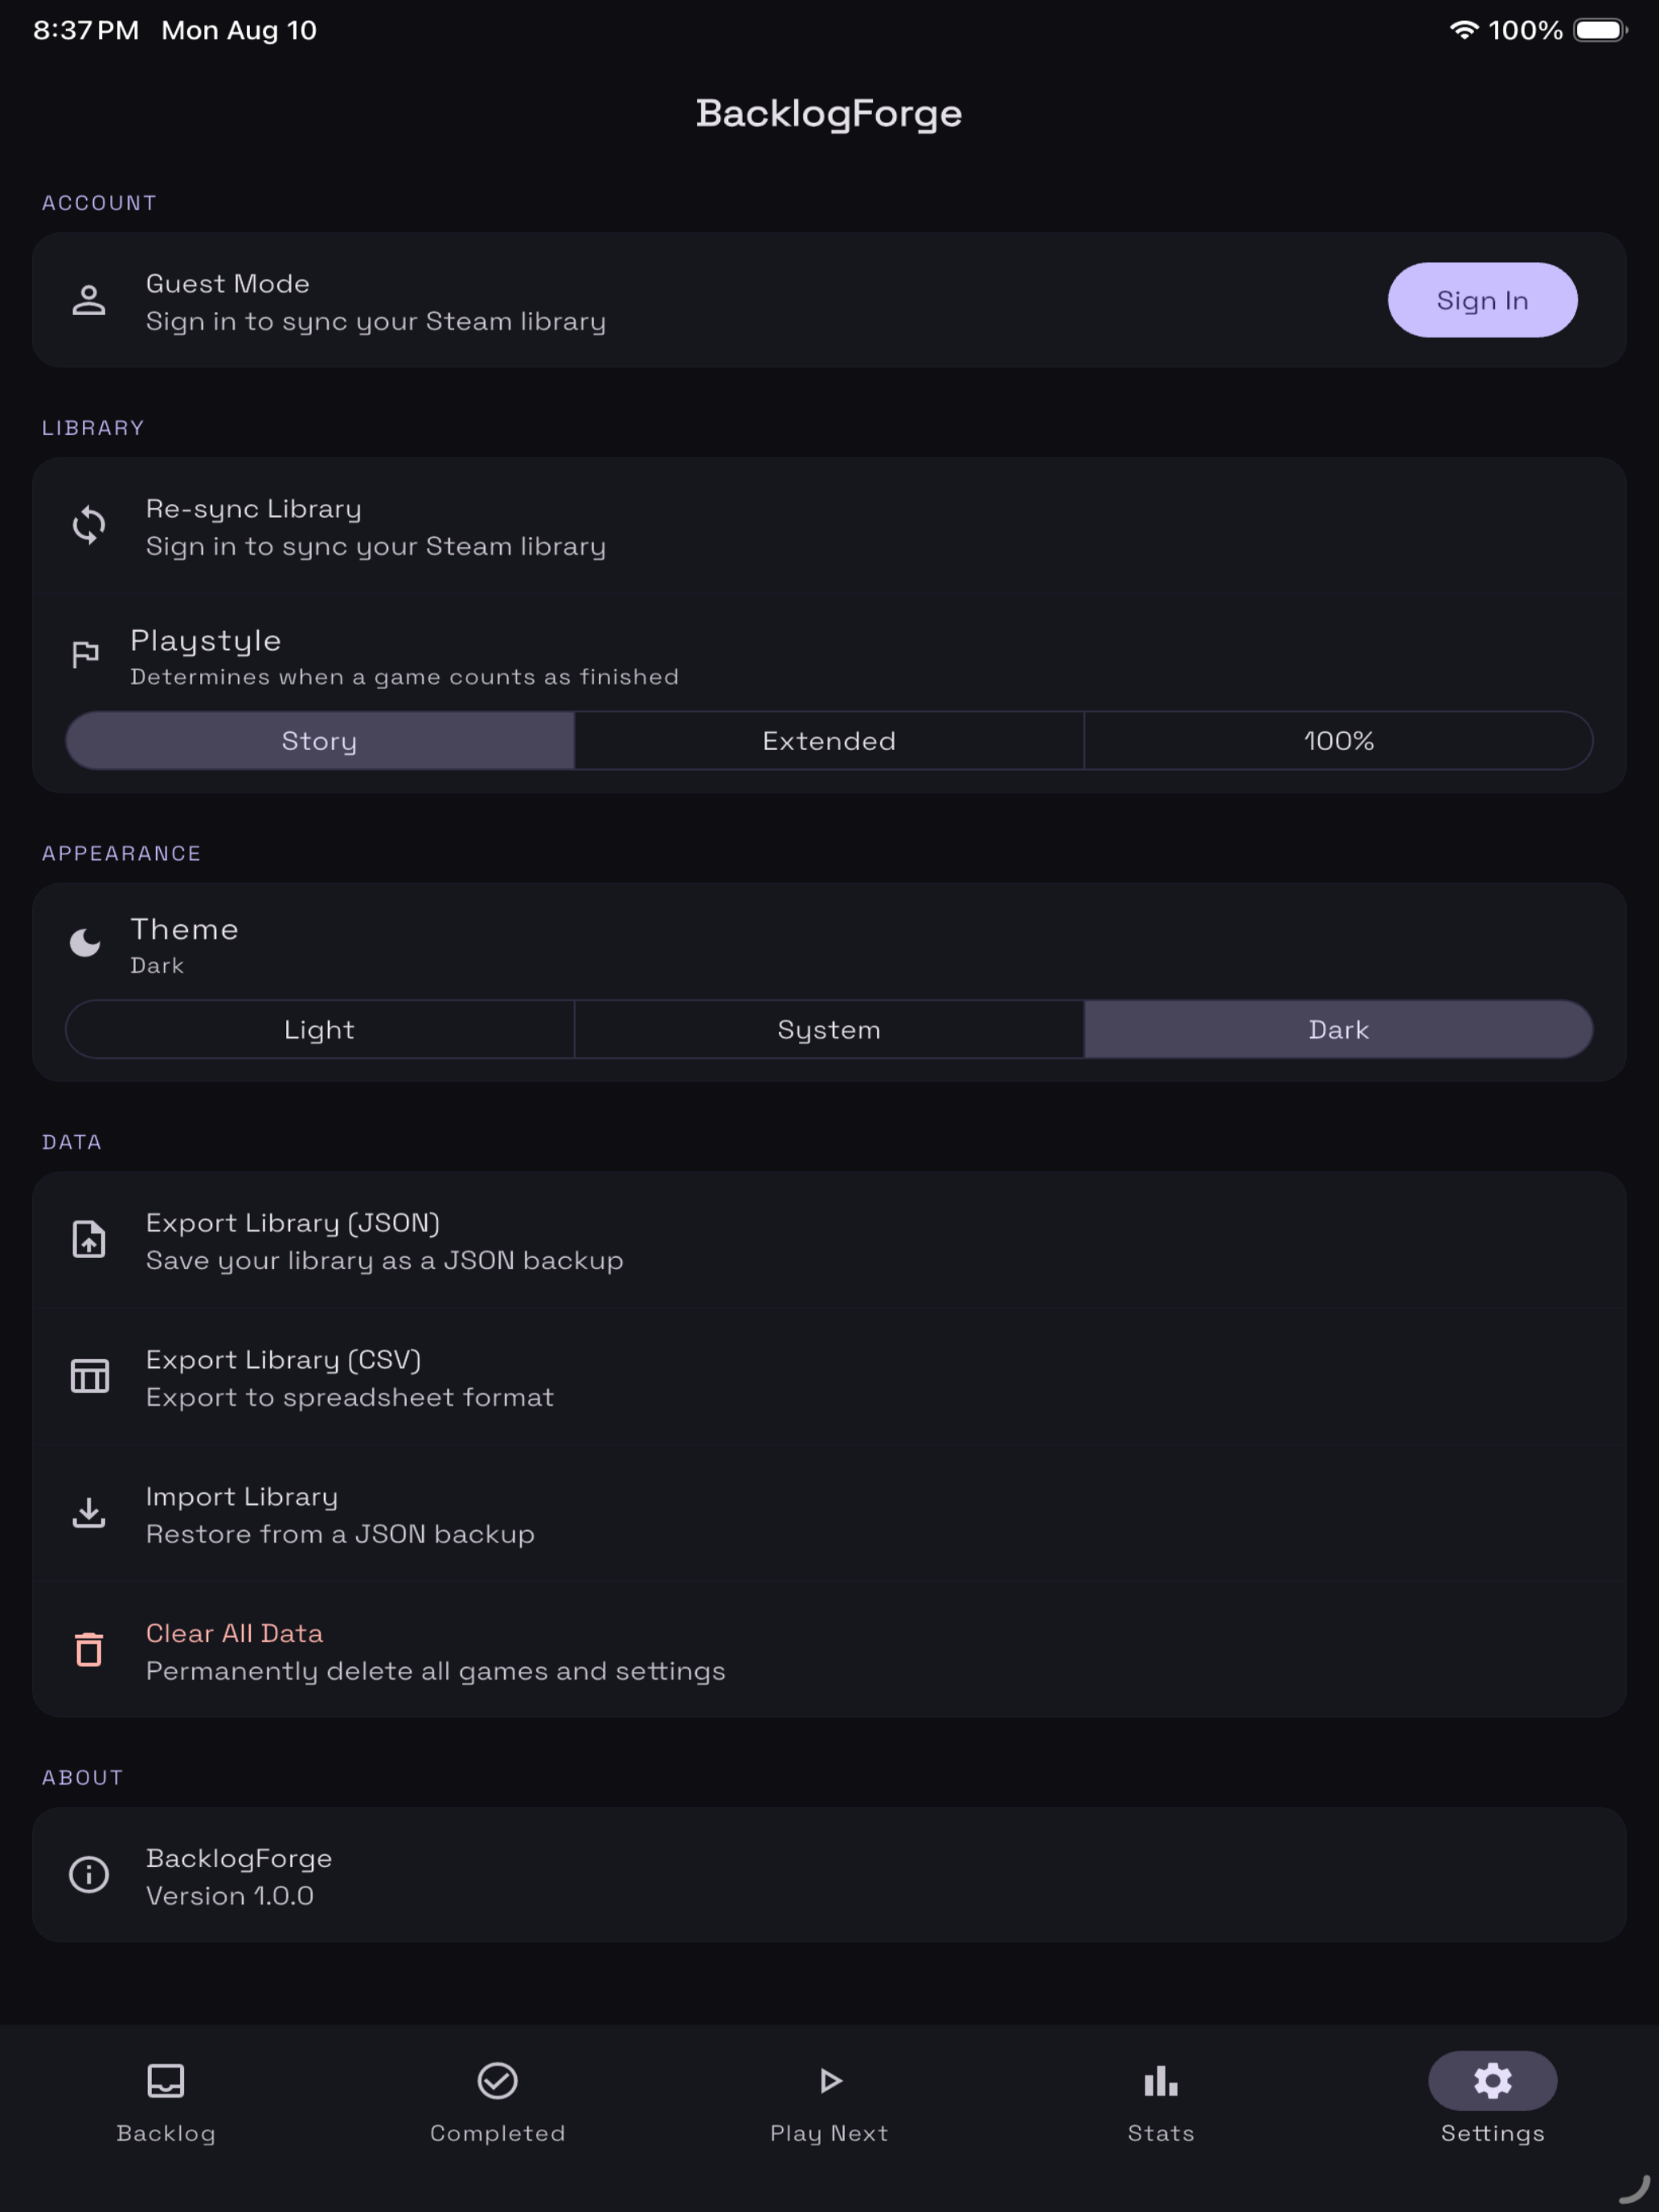 8:37 PM Mon Aug 10
100%
BacklogForge
ACCOUNT
Guest Mode
Sign in to sync your Steam library
Sign In
LIBRARY
Re-sync Library
Sign in to sync your Steam library
Playstyle
Determines when a game counts as finished
Story
Extended
100%
APPEARANCE
Theme
Dark
Light
System
Dark
DATA
Export Library (JSON)
Save your library as a JSON backup
Export Library (CSV)
Export to spreadsheet format
Import Library
Restore from a JSON backup
Clear All Data
Permanently delete all games and settings
ABOUT
BacklogForge
Version 1.0.0
Backlog
Completed
Play Next
Stats
Settings